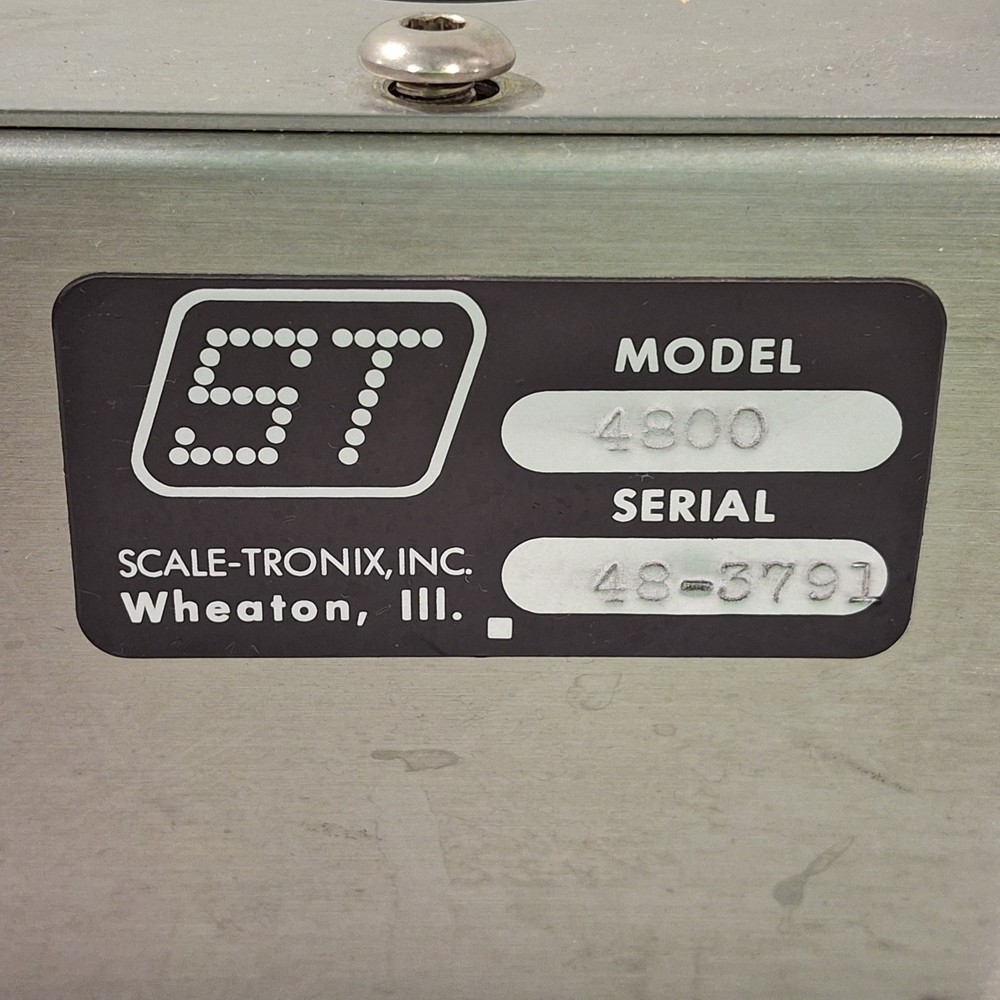 ST
SCALE-TRONIX, INC.
Wheaton, Ill.
MODEL
4800
SERIAL
48-3791